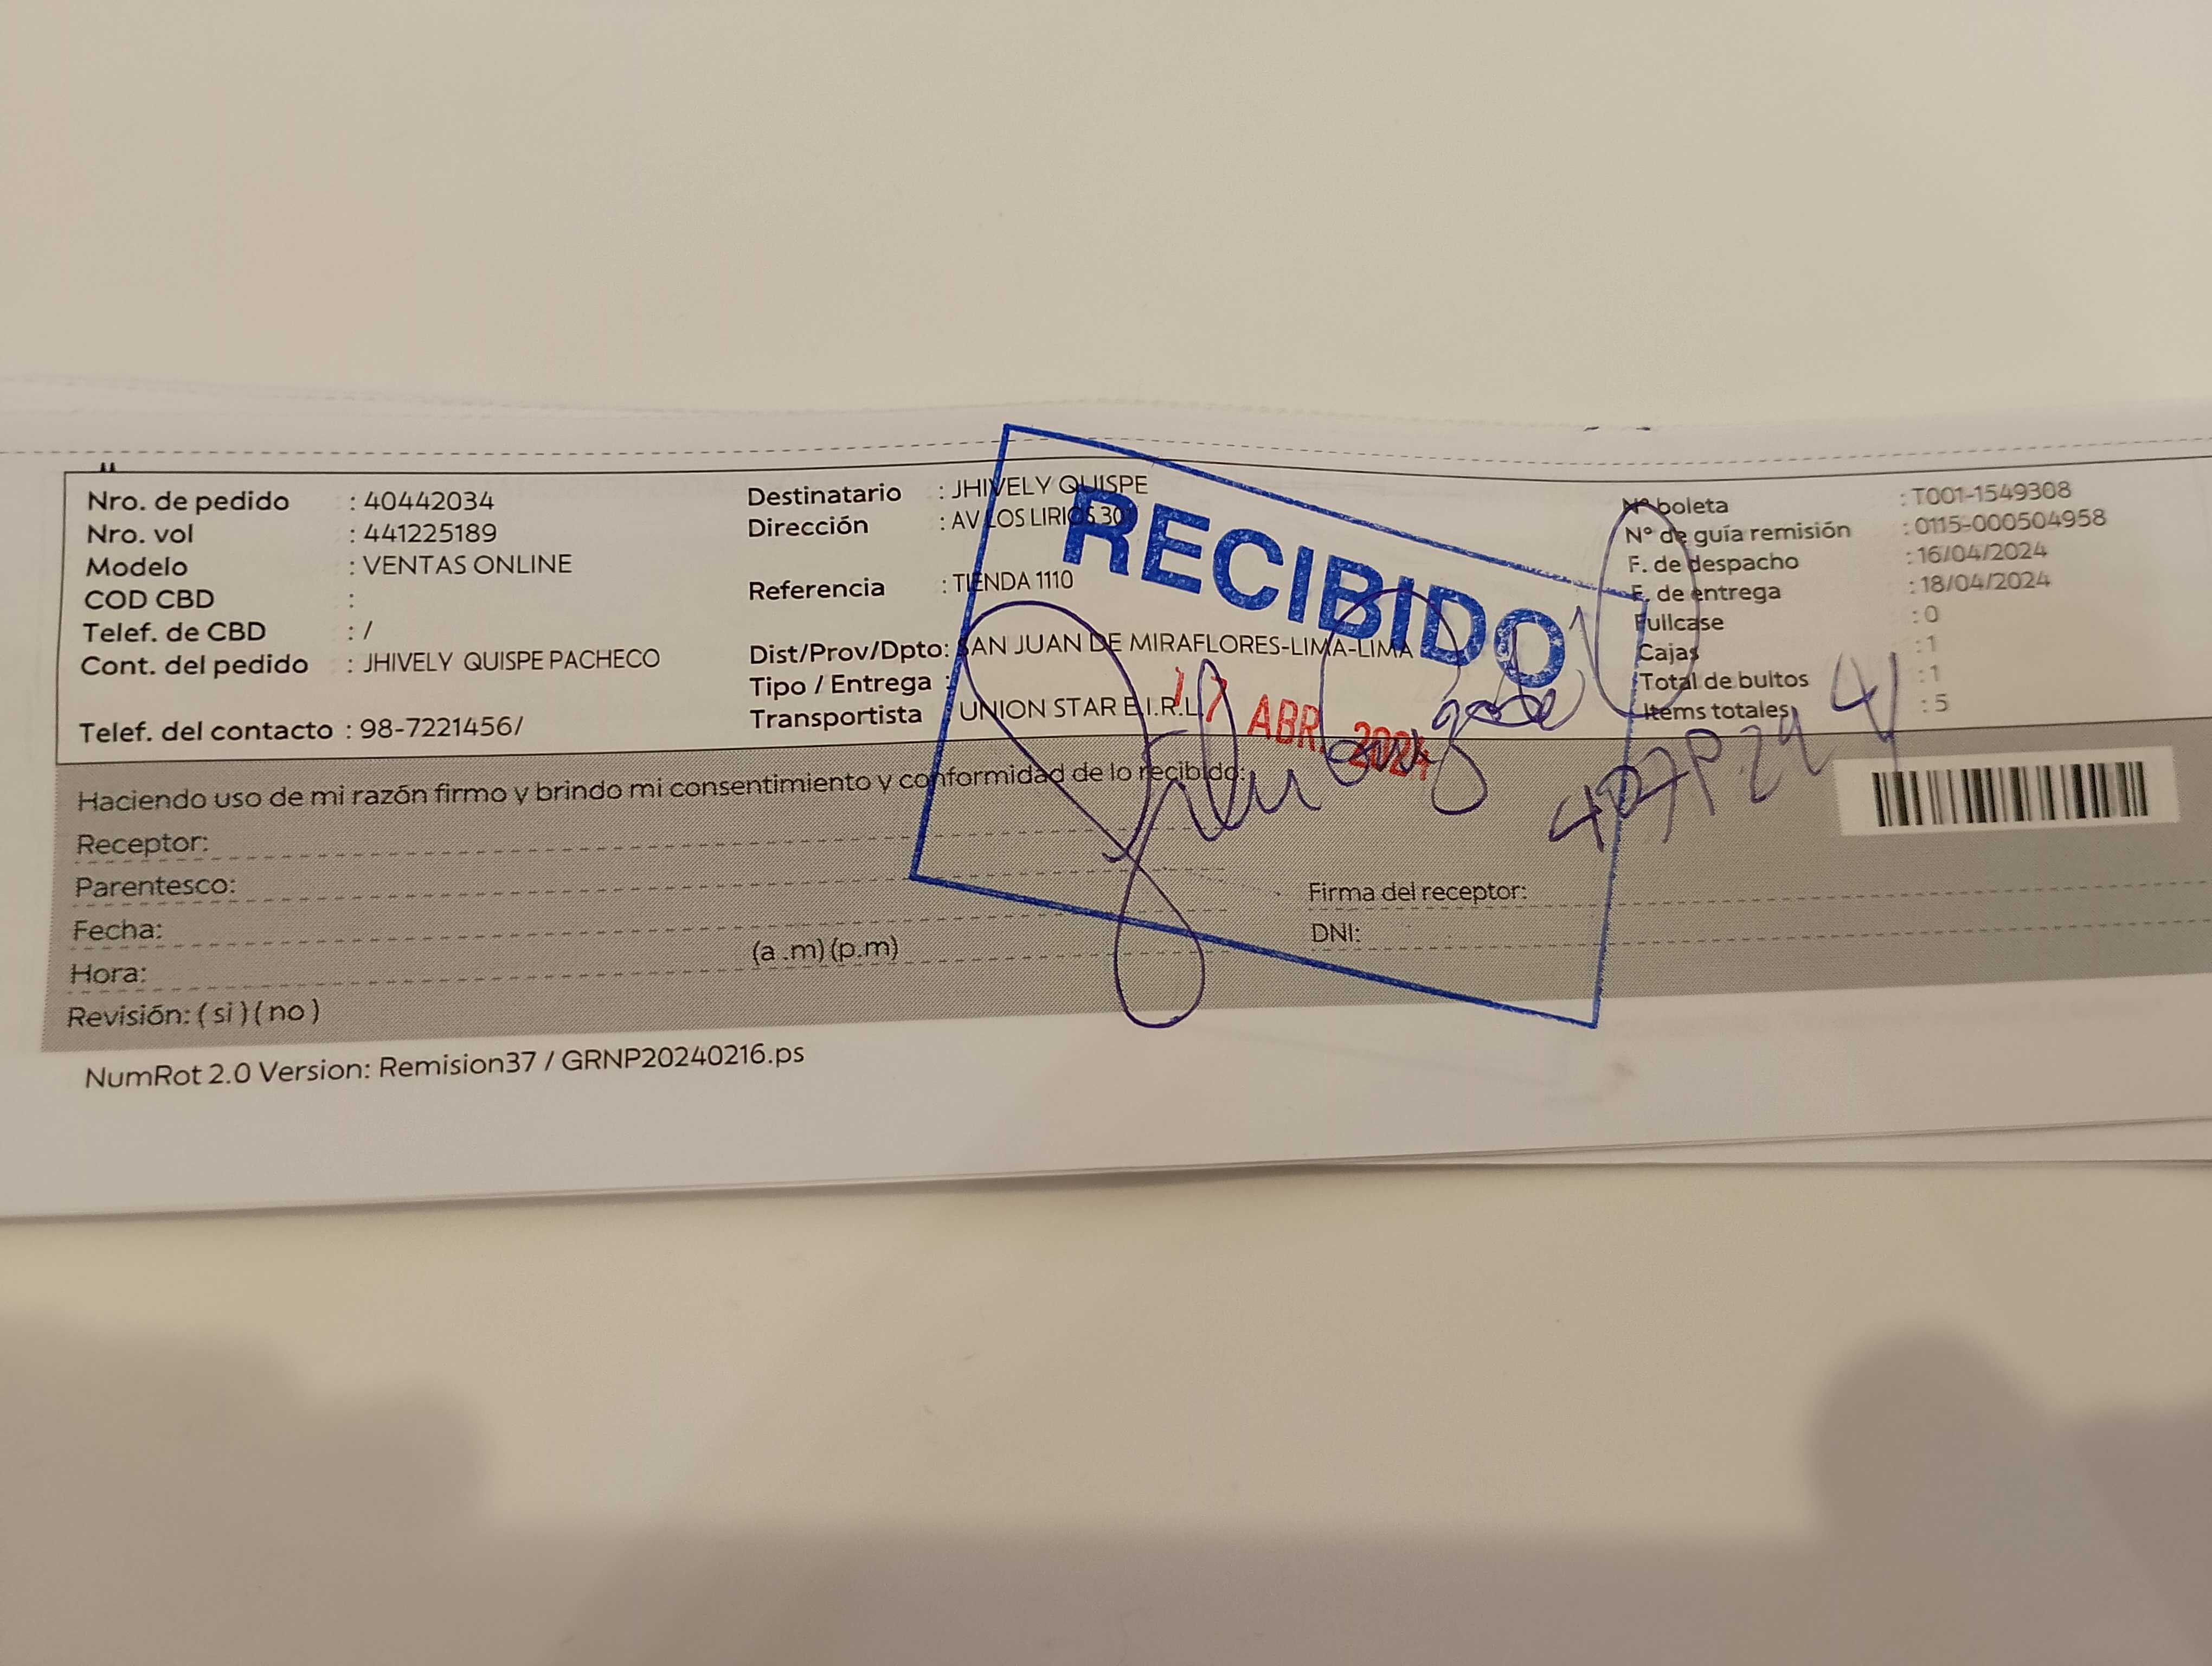 Nro. de pedido : 40442034
Nro. vol : 441225189
Modelo : VENTAS ONLINE
COD CBD :
Telef. de CBD : /
Cont. del pedido : JHIVELY QUISPE PACHECO
Telef. del contacto : 98-7221456/
Destinatario : JHIVELY QUISPE
Dirección : AV LOS LIRIOS 301
Referencia : TIENDA 1110
Dist/Prov/Dpto: SAN JUAN DE MIRAFLORES-LIMA-LIMA
Tipo / Entrega :
Transportista : UNION STAR E.I.R.L.
N° boleta : T001-1549308
N° de guía remisión : 0115-000504958
F. de despacho : 16/04/2024
F. de entrega : 18/04/2024
Fullcase : 0
Cajas : 1
Total de bultos : 1
Items totales : 5
RECIBIDO
17 ABR. 2024
Haciendo uso de mi razón firmo y brindo mi consentimiento y conformidad de lo recibido:
Receptor:
Parentesco:
Fecha:
Hora: (a .m) (p.m)
Revisión: ( si ) ( no )
Firma del receptor:
DNI:
NumRot 2.0 Version: Remision37 / GRNP20240216.ps